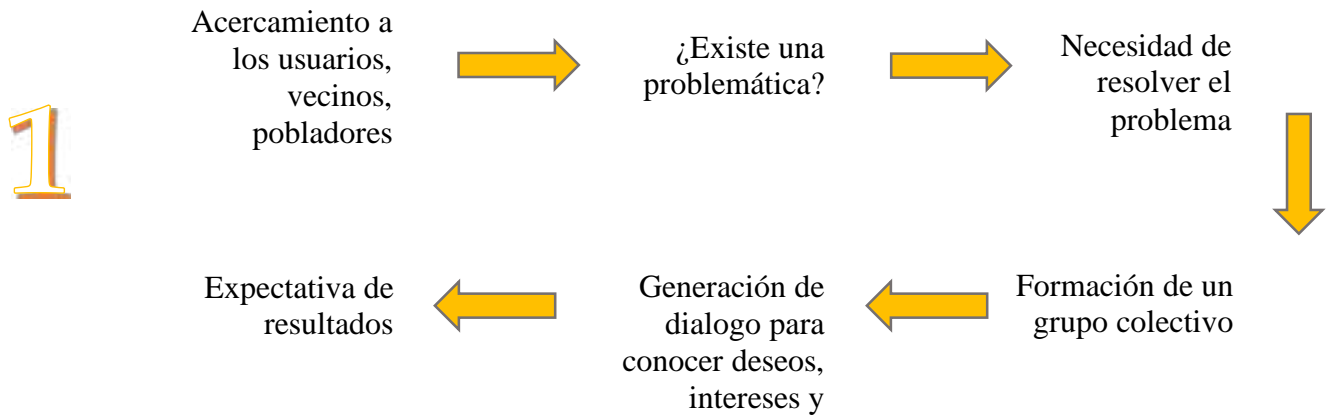 1
Acercamiento a
los usuarios,
vecinos,
pobladores
¿Existe una
problemática?
Necesidad de
resolver el
problema
Formación de un
grupo colectivo
Generación de
dialogo para
conocer deseos,
intereses y
Expectativa de
resultados